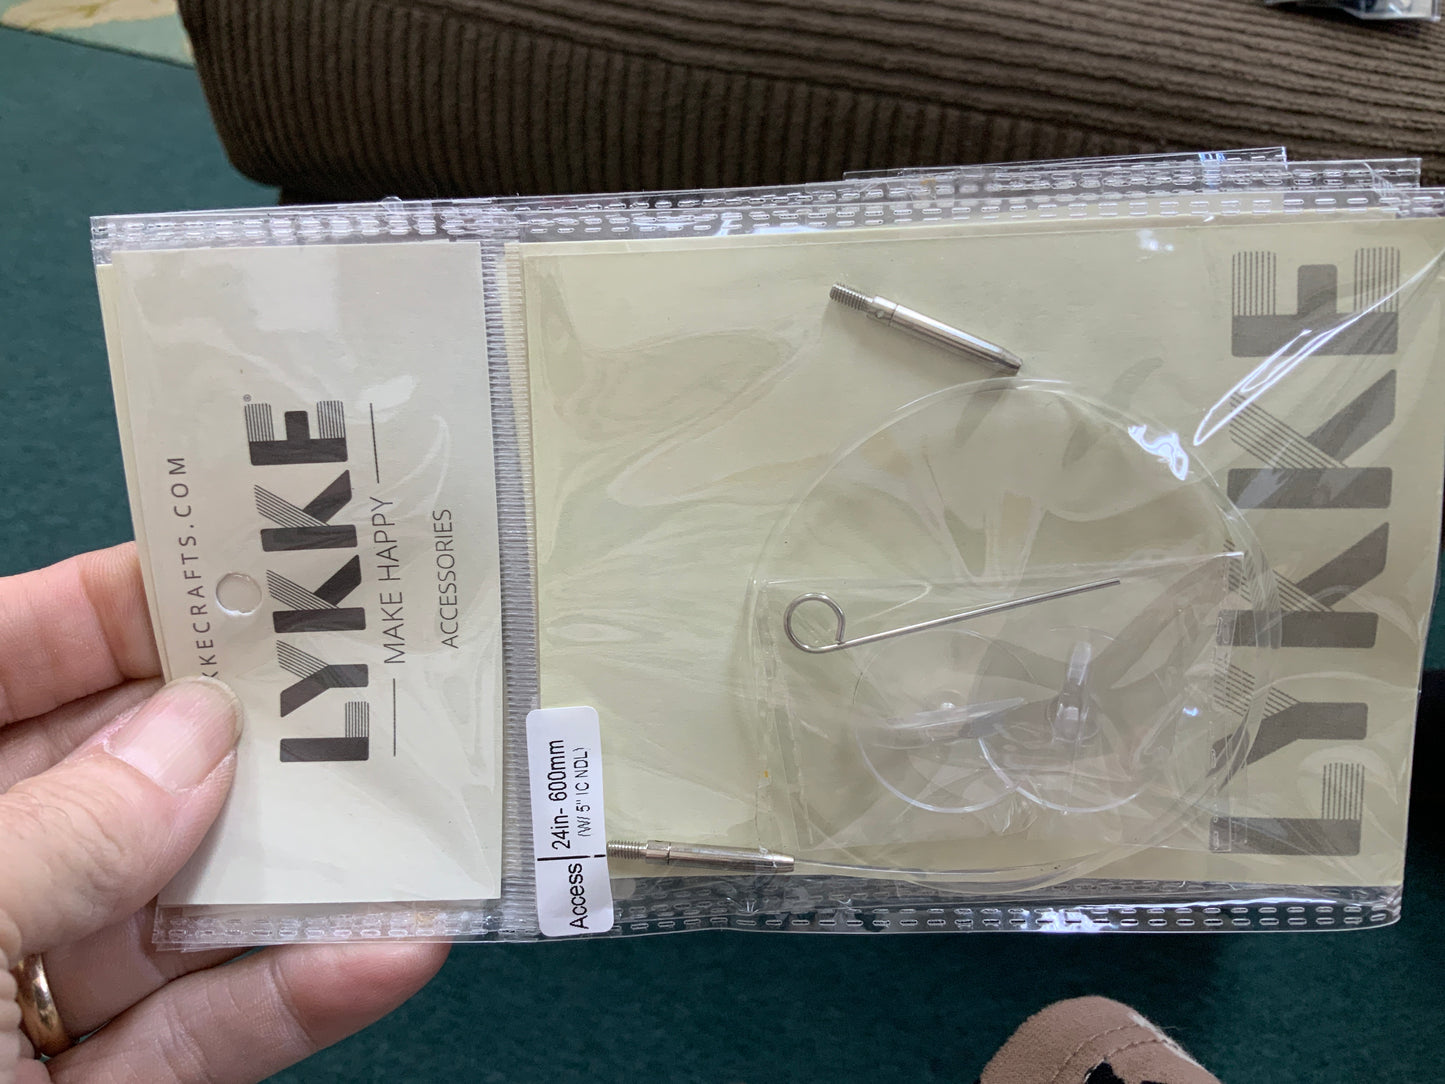 KKECRAFTS.COM
LYKKE®
MAKE HAPPY
ACCESSORIES
Access
24in- 600mm
(W/ 5" IC NDL)
LYKKE